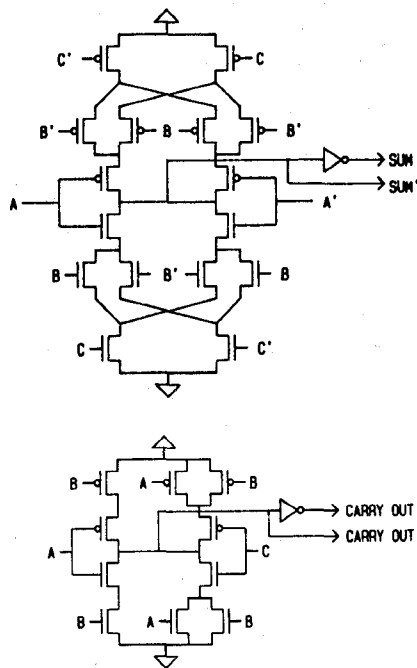 C' C
B' B B'
SUM
SUM'
A A'
B B' B
C C'
A B
B
CARRY OUT
CARRY OUT
A C
A
B B